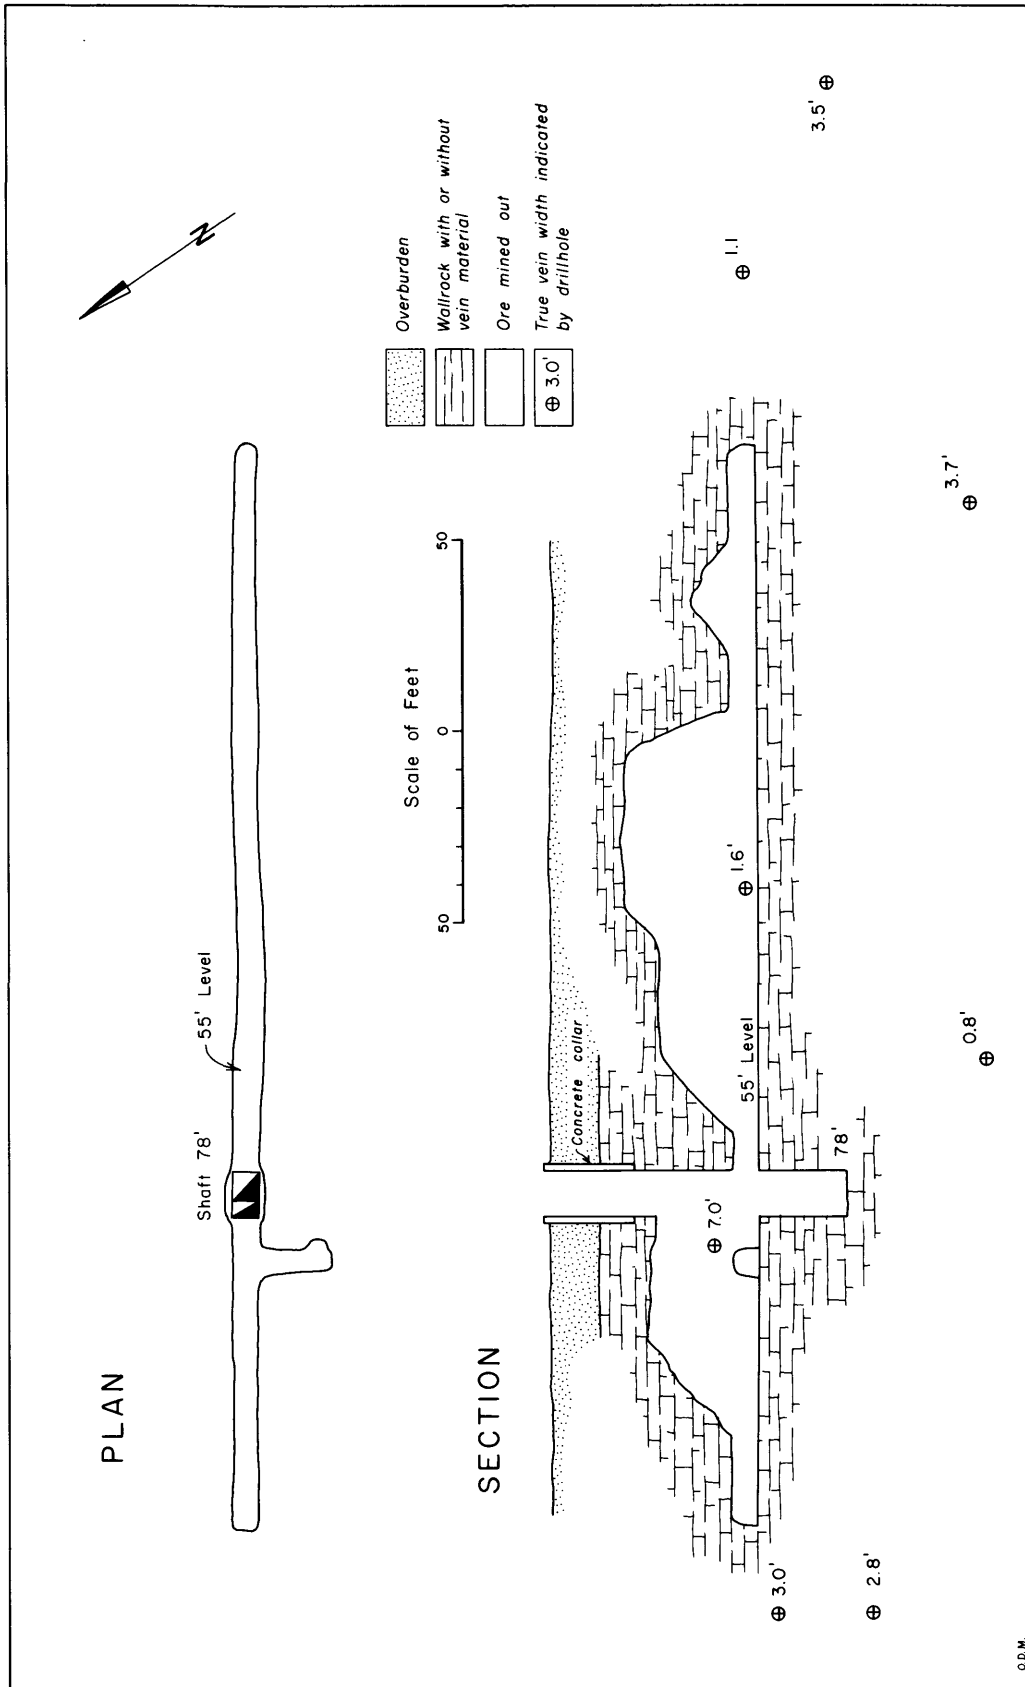 PLAN
Shaft 78'
55' Level
N
Scale of Feet
50
0
50
Overburden
Wallrock with or without
vein material
Ore mined out
⊕ 3.0'
True vein width indicated
by drillhole
SECTION
Concrete collar
⊕ 7.0'
55' Level
78'
⊕ 1.6'
⊕ 3.0'
⊕ 2.8'
⊕ 0.8'
⊕ 3.7'
⊕ 1.1
3.5' ⊕
O.D.M.